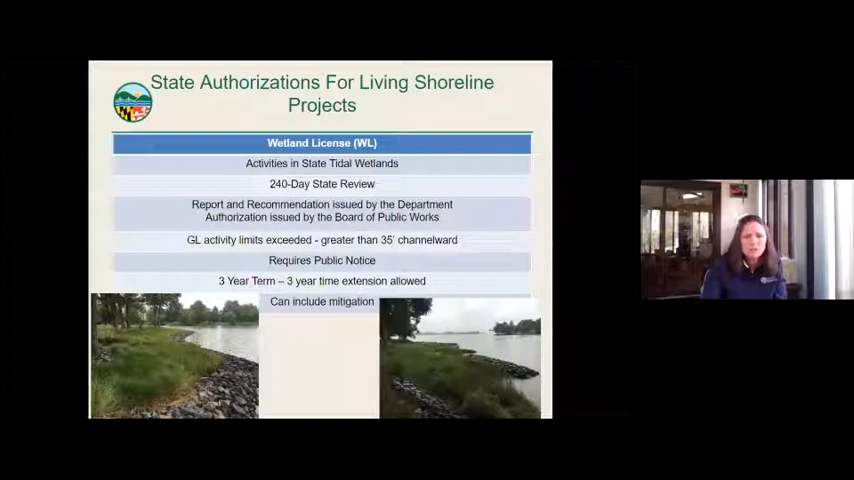 State Authorizations For Living Shoreline
Projects
Wetland License (WL)
Activities in State Tidal Wetlands
240-Day State Review
Report and Recommendation issued by the Department
Authorization issued by the Board of Public Works
GL activity limits exceeded - greater than 35' channelward
Requires Public Notice
3 Year Term – 3 year time extension allowed
Can include mitigation